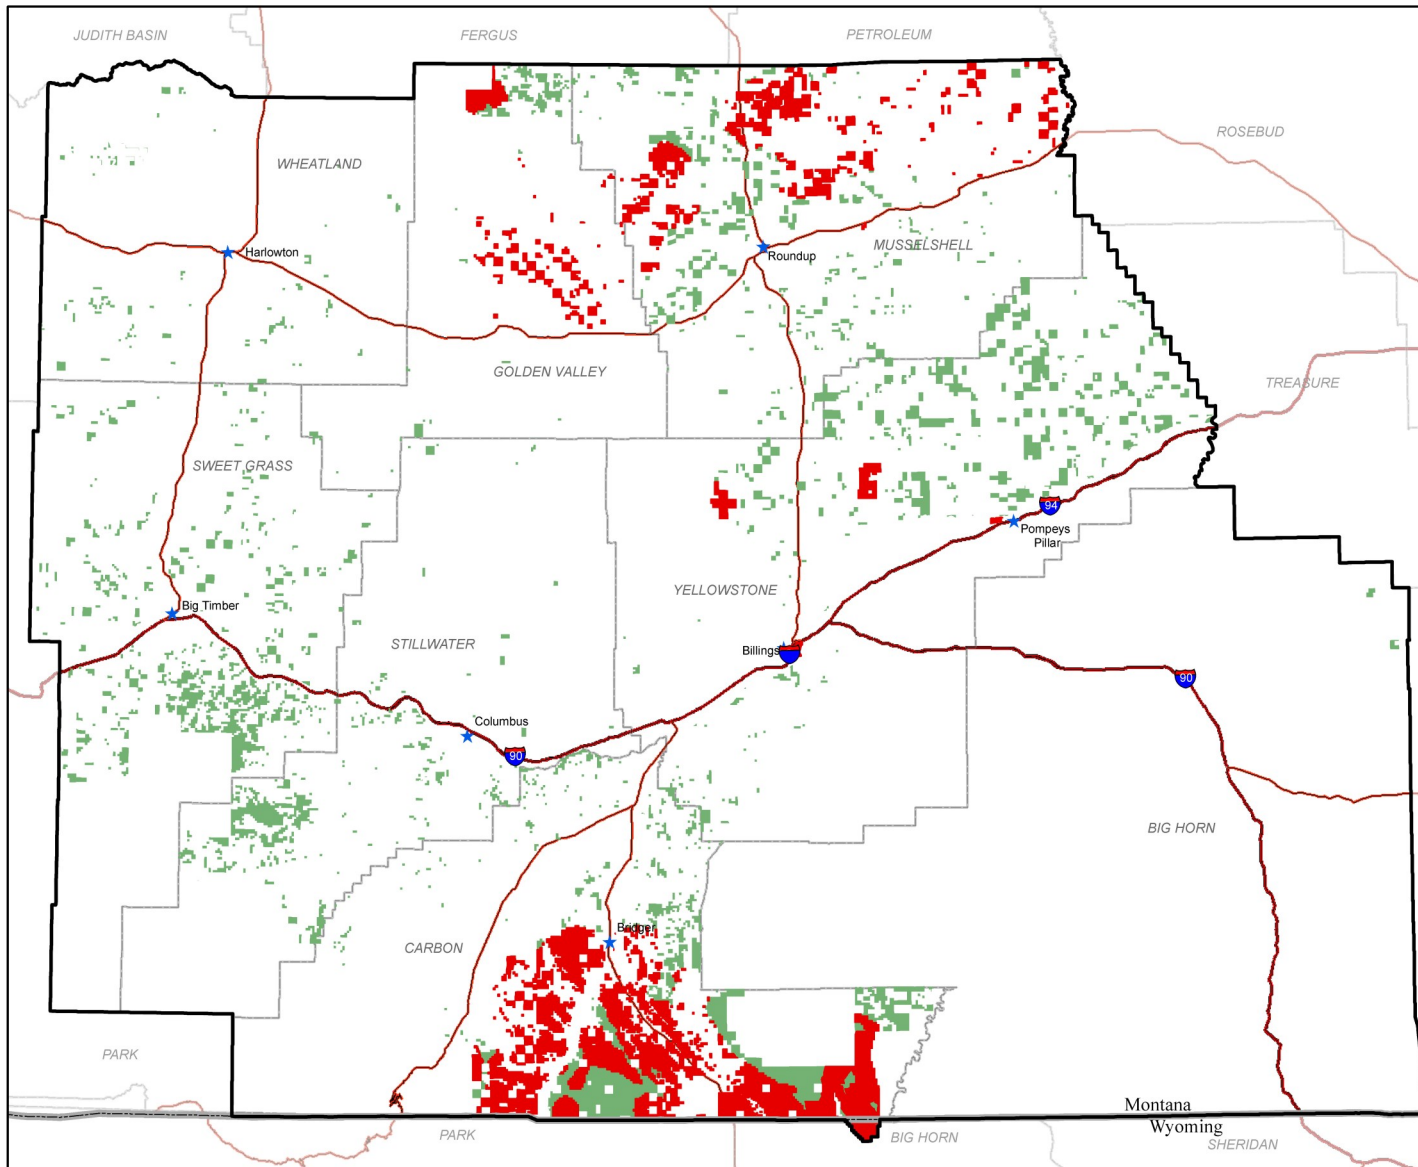 JUDITH BASIN
FERGUS
PETROLEUM
ROSEBUD
WHEATLAND
Harlowton
MUSSELSHELL
Roundup
GOLDEN VALLEY
TREASURE
SWEET GRASS
94
Pompeys
Pillar
YELLOWSTONE
Big Timber
STILLWATER
Billings
90
Columbus
90
BIG HORN
Bridger
CARBON
PARK
Montana
Wyoming
PARK
BIG HORN
SHERIDAN